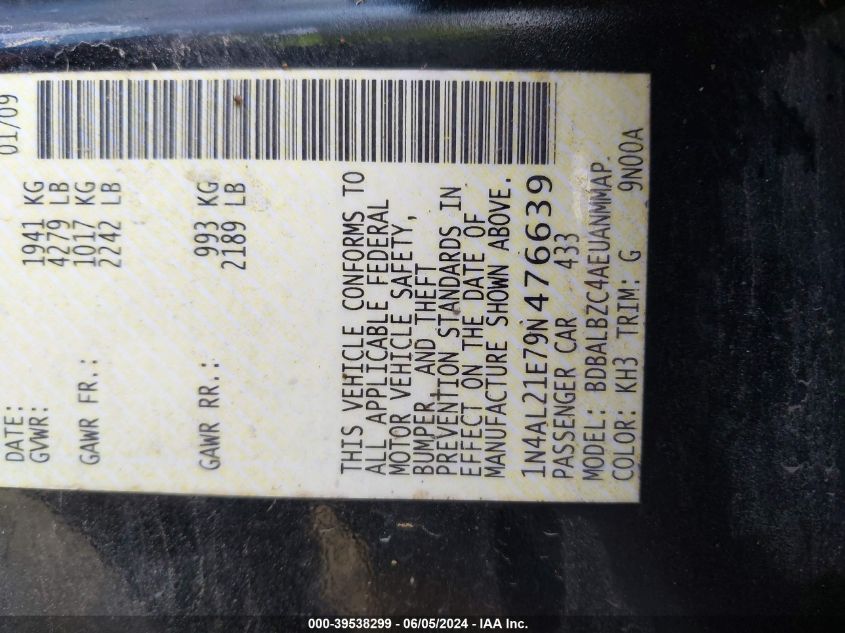 DATE: 01/09
GVWR: 1941 KG
4279 LB
GAWR FR.: 1017 KG
2242 LB
GAWR RR.: 993 KG
2189 LB
THIS VEHICLE CONFORMS TO
ALL APPLICABLE FEDERAL
MOTOR VEHICLE SAFETY,
BUMPER, AND THEFT
PREVENTION STANDARDS IN
EFFECT ON THE DATE OF
MANUFACTURE SHOWN ABOVE.
1N4AL21E79N476639
PASSENGER CAR 433
MODEL: BDBALBZC4AEUANMMAP
COLOR: KH3 TRIM: G 9N00A
000-39538299 - 06/05/2024 - IAA Inc.